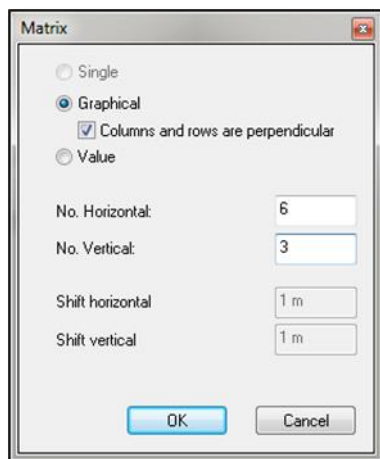 Matrix
Single
Graphical
Columns and rows are perpendicular
Value
No. Horizontal: 6
No. Vertical: 3
Shift horizontal 1 m
Shift vertical 1 m
OK Cancel